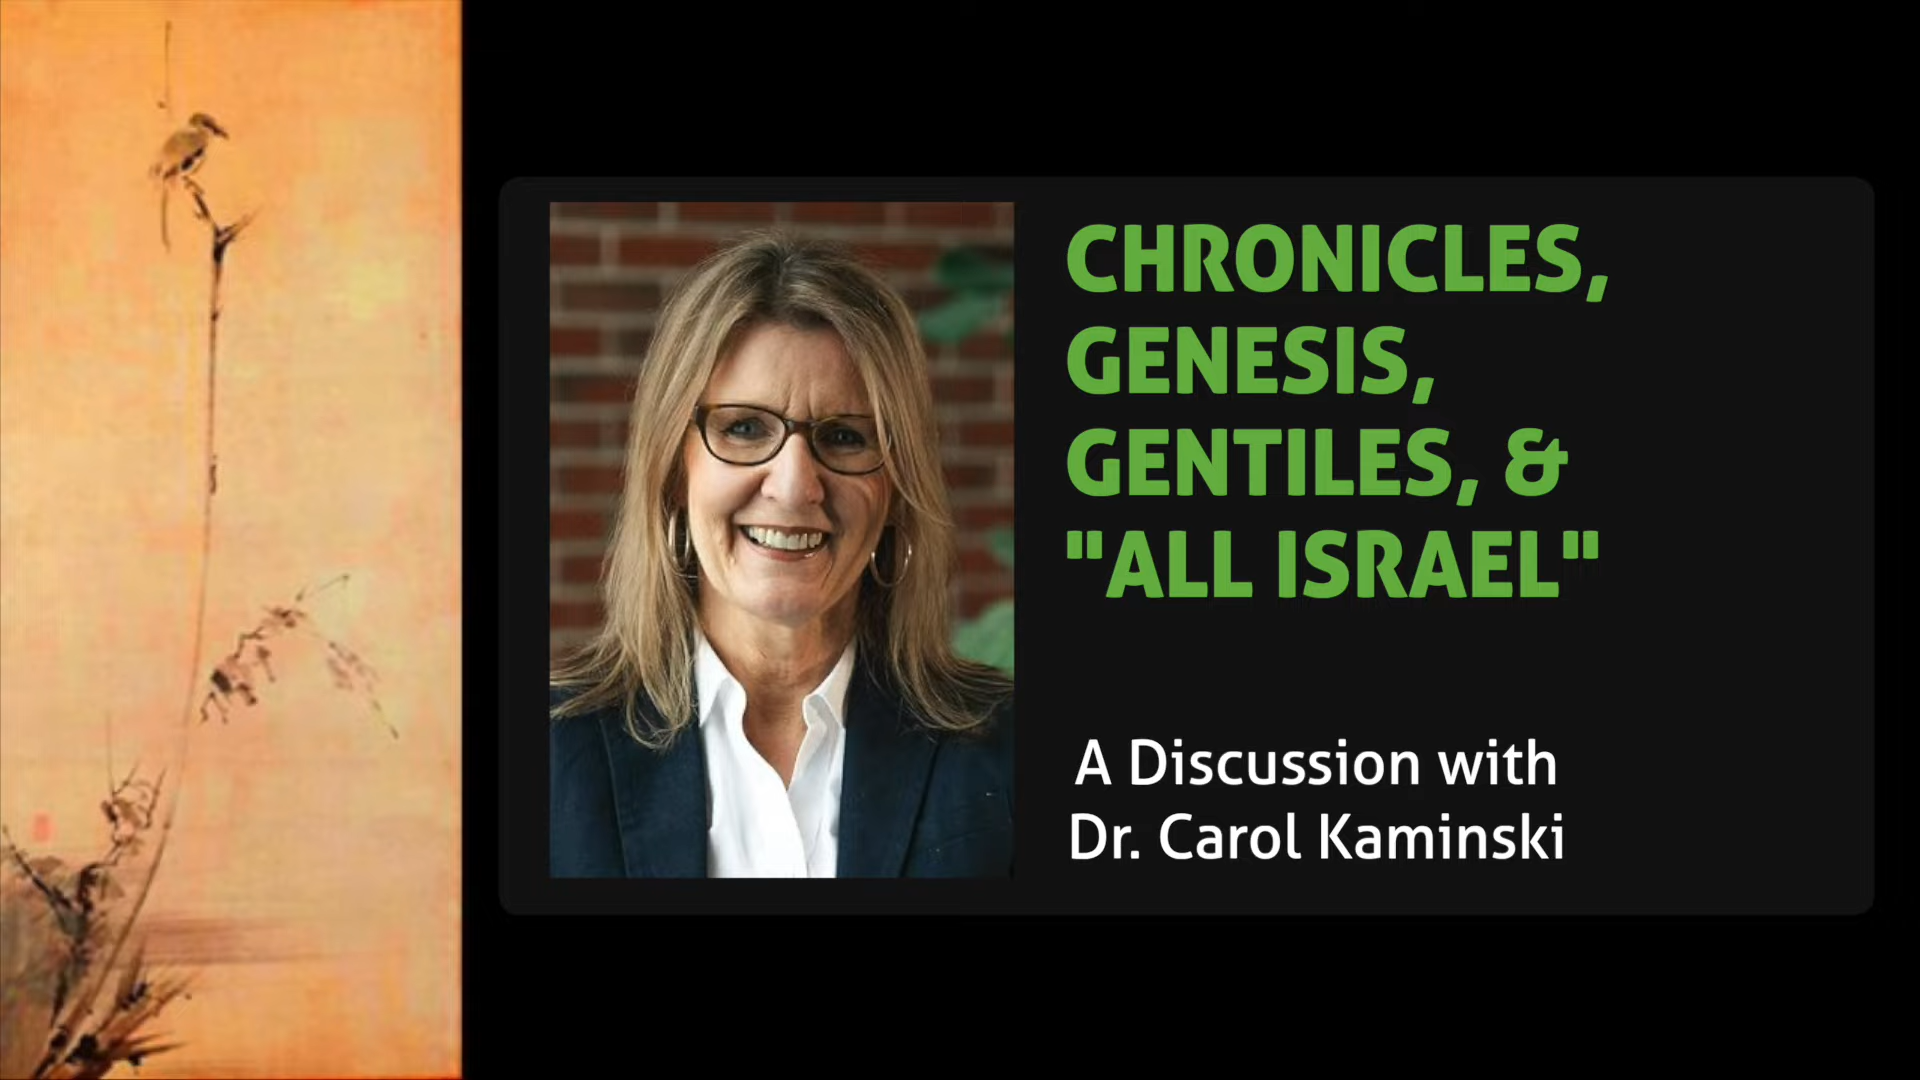 CHRONICLES,
GENESIS,
GENTILES, &
"ALL ISRAEL"
A Discussion with
Dr. Carol Kaminski